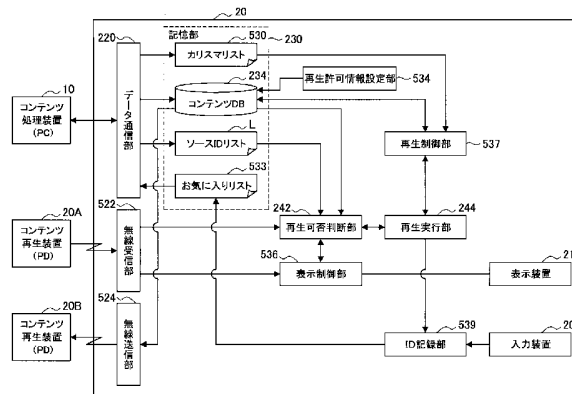 20
220
530
230
記憶部
カリスマリスト
234
再生許可情報設定部
534
10
コンテンツ
処理装置
(PC)
データ通信部
コンテンツDB
L
ソースIDリスト
再生制御部
537
533
お気に入りリスト
522
20A
コンテンツ
再生装置
(PD)
無線受信部
242
再生可否判断部
244
再生実行部
536
表示制御部
21
表示装置
524
20B
コンテンツ
再生装置
(PD)
無線送信部
539
ID記録部
20
入力装置